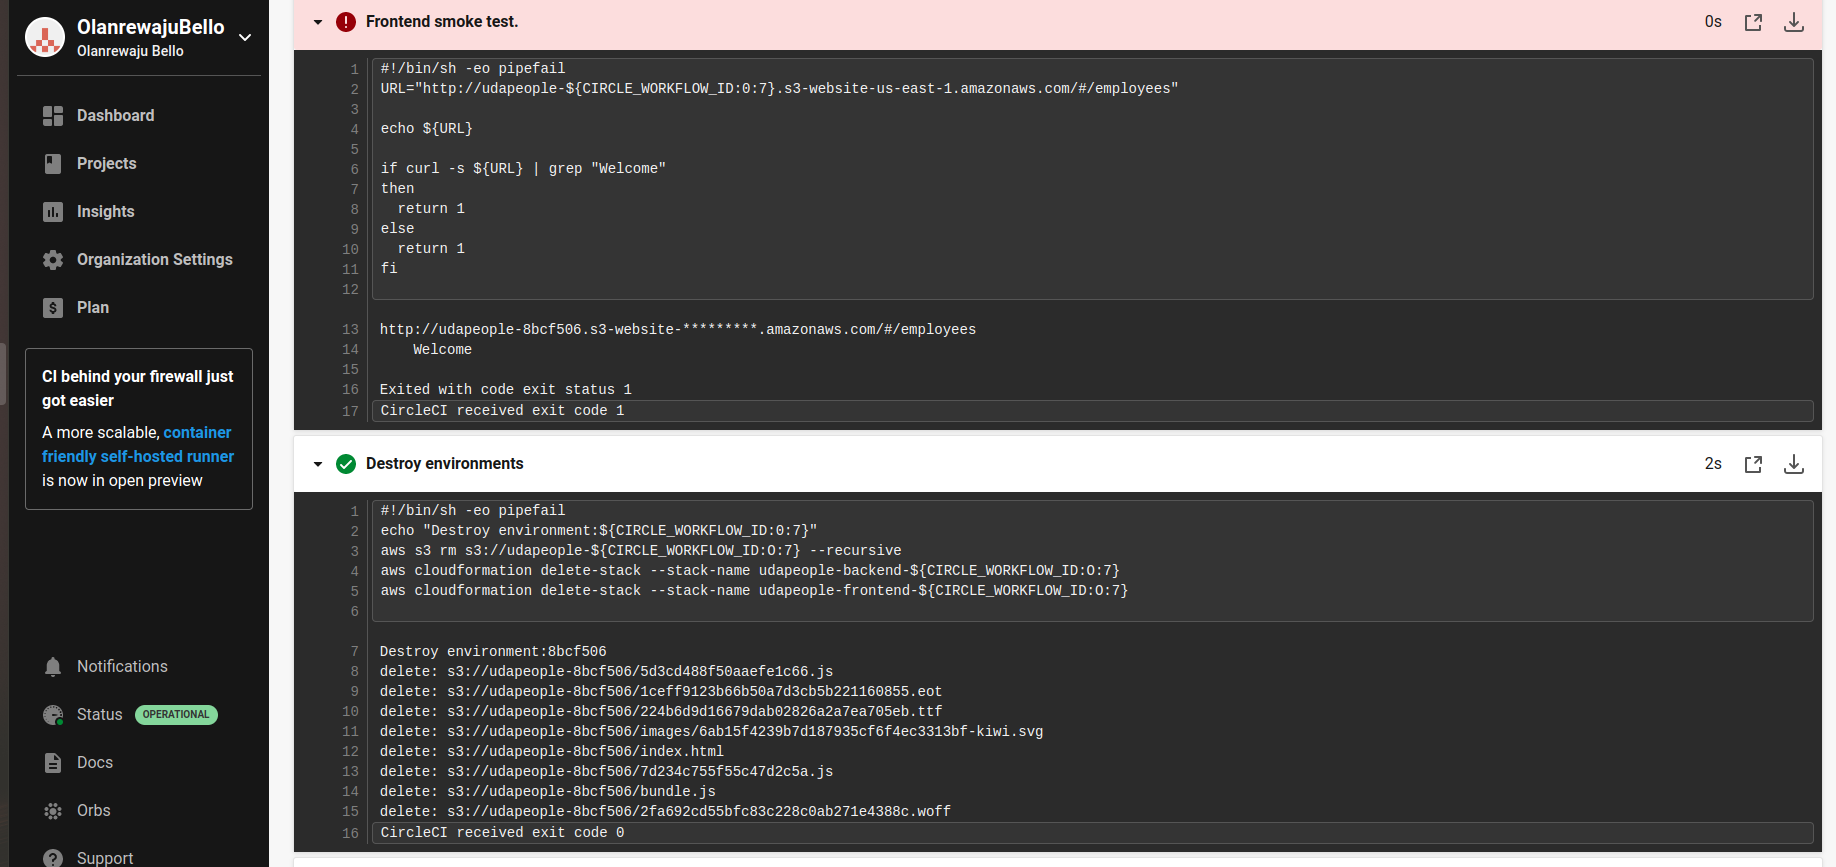 OlanrewajuBello
Olanrewaju Bello
Dashboard
Projects
Insights
Organization Settings
Plan
CI behind your firewall just
got easier
A more scalable, container
friendly self-hosted runner
is now in open preview
Notifications
Status OPERATIONAL
Docs
Orbs
Support
Frontend smoke test. 0s
1 #!/bin/sh -eo pipefail
2 URL="http://udapeople-${CIRCLE_WORKFLOW_ID:0:7}.s3-website-us-east-1.amazonaws.com/#/employees"
3
4 echo ${URL}
5
6 if curl -s ${URL} | grep "Welcome"
7 then
8   return 1
9 else
10   return 1
11 fi
12
13 http://udapeople-8bcf506.s3-website-*********.amazonaws.com/#/employees
14     Welcome
15
16 Exited with code exit status 1
17 CircleCI received exit code 1
Destroy environments 2s
1 #!/bin/sh -eo pipefail
2 echo "Destroy environment:${CIRCLE_WORKFLOW_ID:0:7}"
3 aws s3 rm s3://udapeople-${CIRCLE_WORKFLOW_ID:O:7} --recursive
4 aws cloudformation delete-stack --stack-name udapeople-backend-${CIRCLE_WORKFLOW_ID:O:7}
5 aws cloudformation delete-stack --stack-name udapeople-frontend-${CIRCLE_WORKFLOW_ID:O:7}
6
7 Destroy environment:8bcf506
8 delete: s3://udapeople-8bcf506/5d3cd488f50aaefe1c66.js
9 delete: s3://udapeople-8bcf506/1ceff9123b66b50a7d3cb5b221160855.eot
10 delete: s3://udapeople-8bcf506/224b6d9d16679dab02826a2a7ea705eb.ttf
11 delete: s3://udapeople-8bcf506/images/6ab15f4239b7d187935cf6f4ec3313bf-kiwi.svg
12 delete: s3://udapeople-8bcf506/index.html
13 delete: s3://udapeople-8bcf506/7d234c755f55c47d2c5a.js
14 delete: s3://udapeople-8bcf506/bundle.js
15 delete: s3://udapeople-8bcf506/2fa692cd55bfc83c228c0ab271e4388c.woff
16 CircleCI received exit code 0